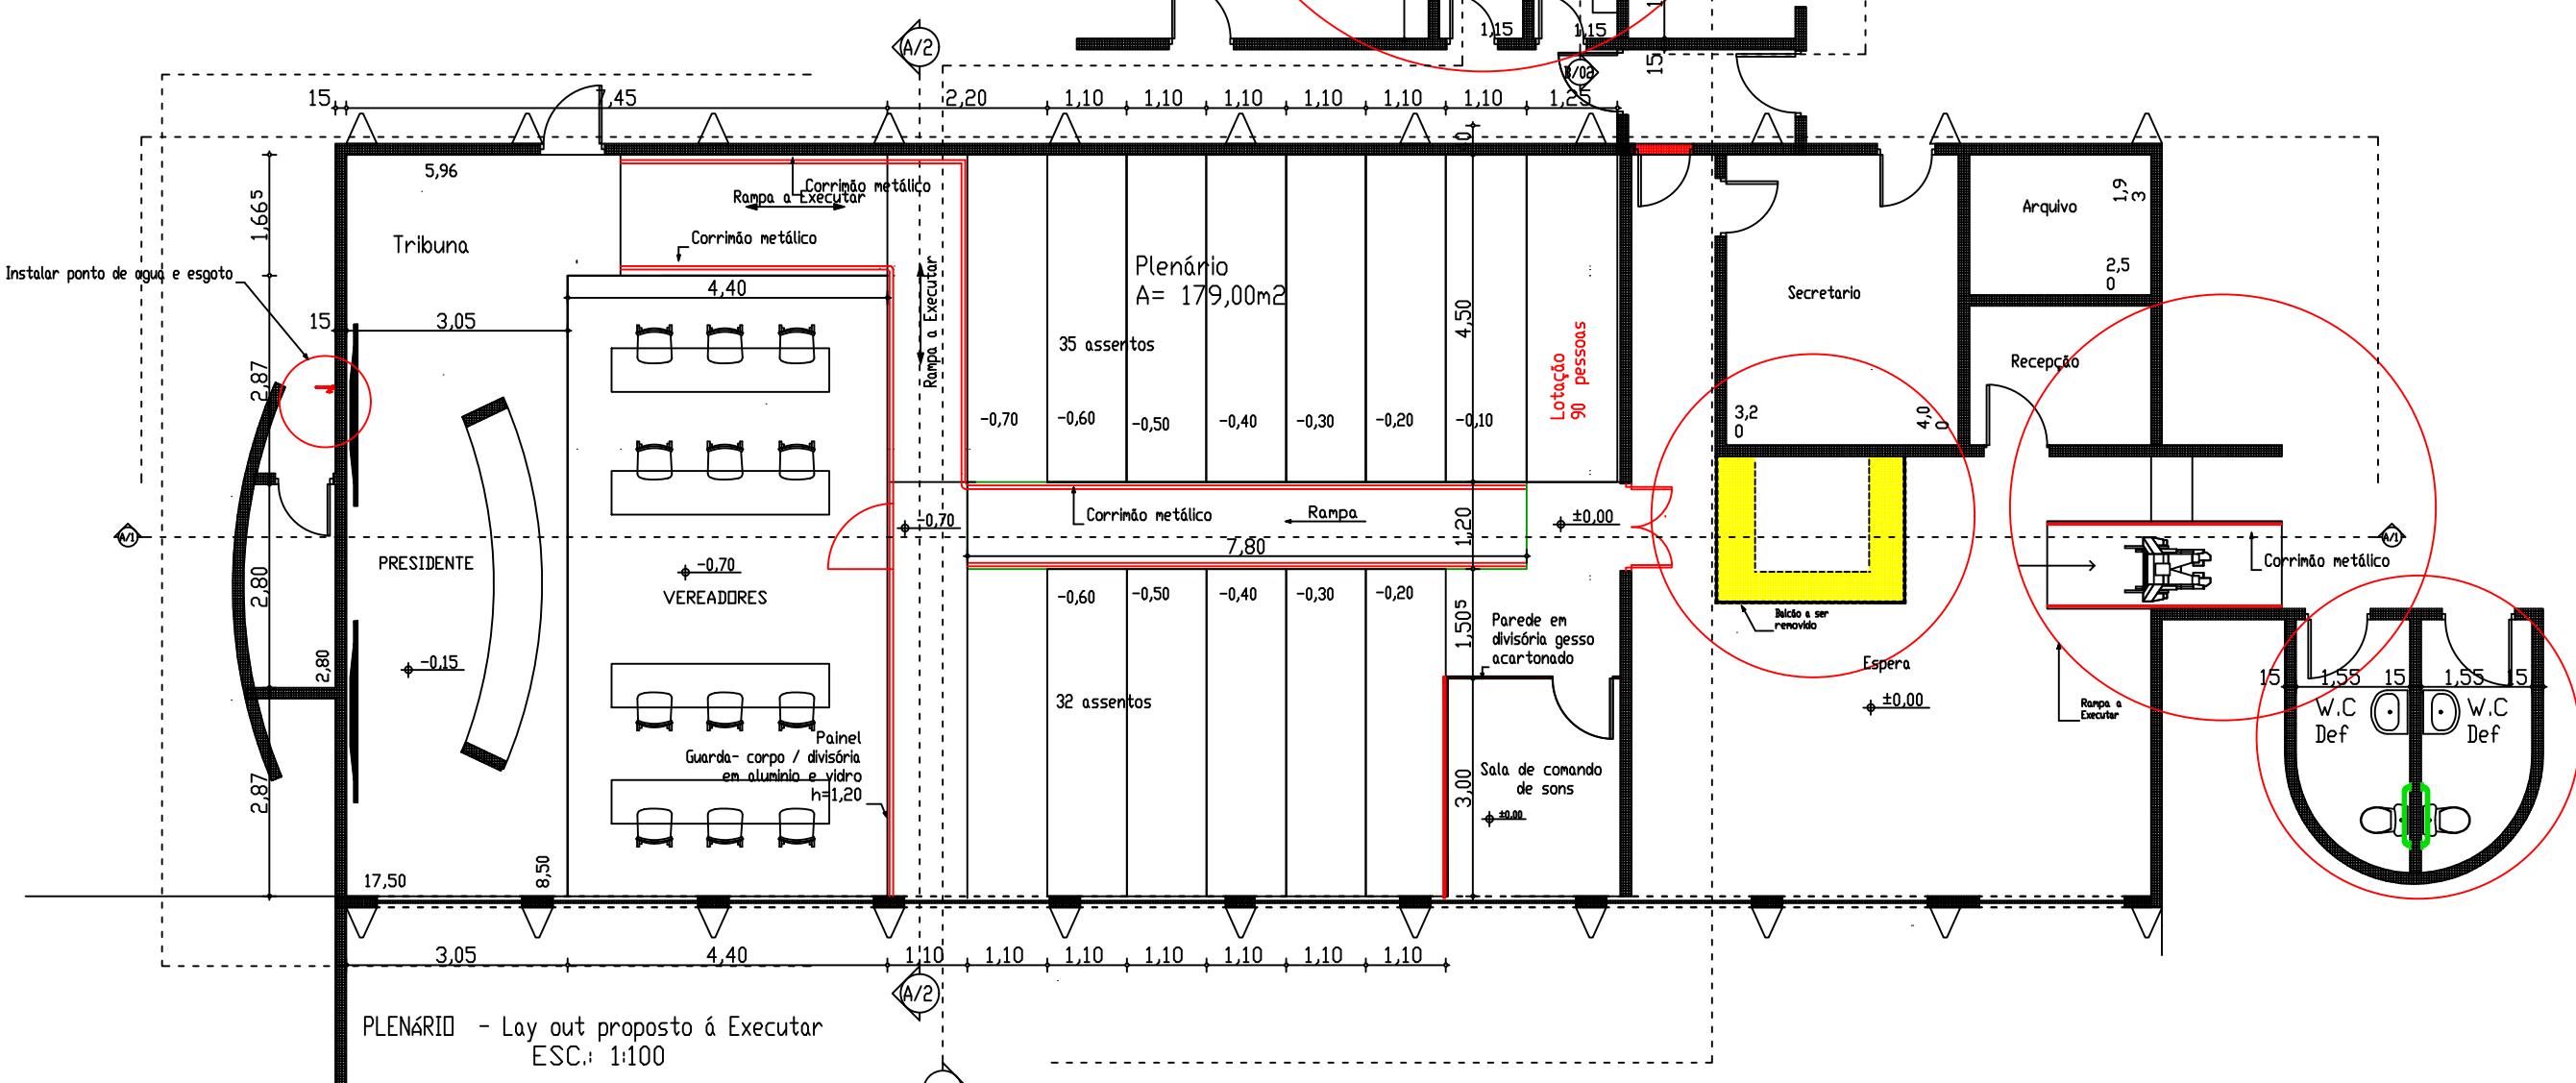 1,15
1,15
15
A/2
B/02
15
7,45
2,20
1,10
1,10
1,10
1,10
1,10
1,10
1,25
5,96
1,66⁵
Corrimão metálico
Rampa a Executar
Corrimão metálico
Tribuna
Instalar ponto de agua e esgoto
4,40
Rampa a Executar
Plenário
A= 179,00m2
4,50
Secretario
Arquivo
1,9
3
2,5
0
15
3,05
35 assentos
Lotação
90 pessoas
Recepção
2,87
-0,70
-0,60
-0,50
-0,40
-0,30
-0,20
-0,10
3,2
0
4,0
0
Corrimão metálico
Rampa
-0,70
±0,00
1,20
7,80
A/1
A/1
Corrimão metálico
PRESIDENTE
-0,70
VEREADORES
2,80
-0,60
-0,50
-0,40
-0,30
-0,20
1,50⁵
Parede em
divisória gesso
acartonado
Balcão a ser
removido
Espera
±0,00
2,80
-0,15
32 assentos
Rampa a
Executar
15
1,55
15
1,55
15
W.C
Def
W.C
Def
Painel
Guarda- corpo / divisória
em aluminio e vidro
h=1,20
2,87
3,00
Sala de comando
de sons
±0.00
17,50
8,50
3,05
4,40
1,10
1,10
1,10
1,10
1,10
1,10
1,10
A/2
PLENÁRIO - Lay out proposto á Executar
ESC.: 1:100